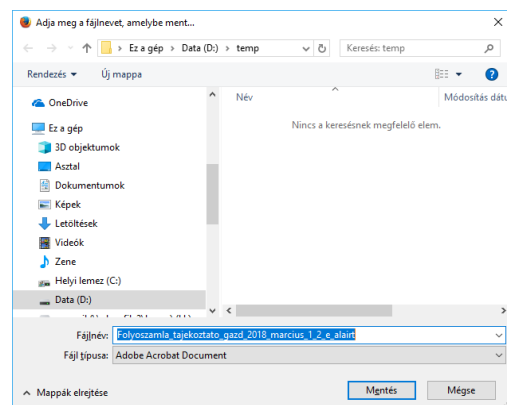 Adja meg a fájlnevet, amelybe ment...
Ez a gép > Data (D:) > temp
Keresés: temp
Rendezés
Új mappa
Név
Módosítás dátu
OneDrive
Nincs a keresésnek megfelelő elem.
Ez a gép
3D objektumok
Asztal
Dokumentumok
Képek
Letöltések
Videók
Zene
Helyi lemez (C:)
Data (D:)
Fájlnév: Folyoszamla_tajekoztato_gazd_2018_marcius_1_2_e_alairt
Fájl típusa: Adobe Acrobat Document
Mappák elrejtése
Mentés
Mégse